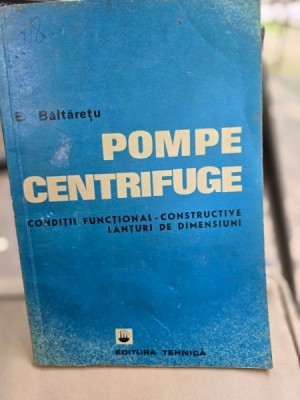 E. Băltărețu
POMPE
CENTRIFUGE
CONDIȚII FUNCȚIONAL-CONSTRUCTIVE
LANȚURI DE DIMENSIUNI
EDITURA TEHNICĂ